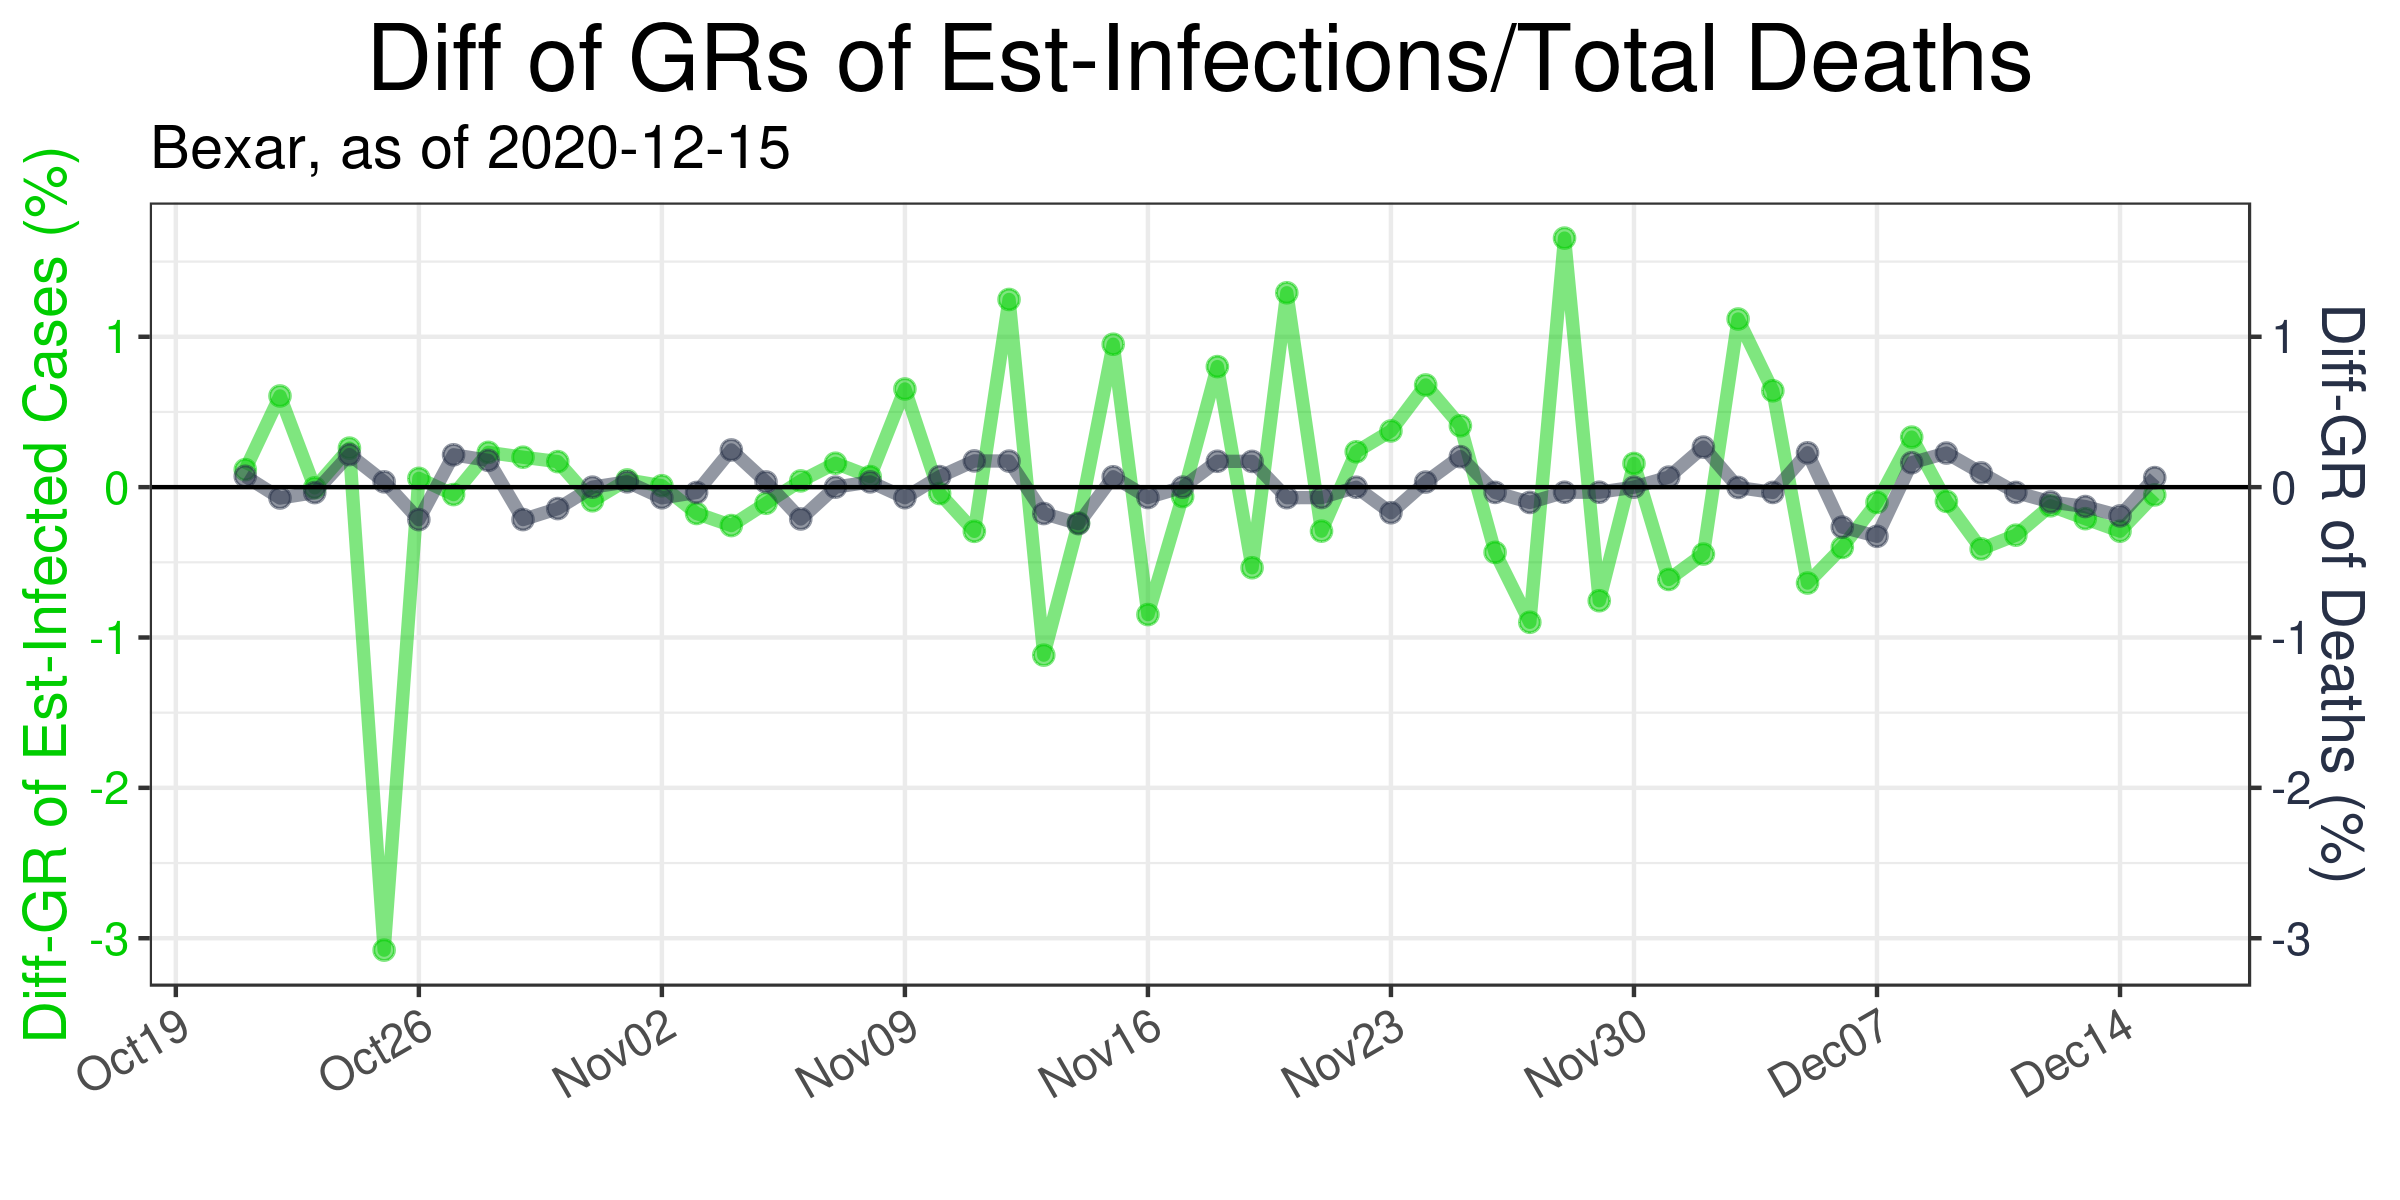 Diff of GRs of Est-Infections/Total Deaths
Bexar, as of 2020-12-15
Diff-GR of Est-Infected Cases (%)
1
0
-1
-2
-3
1
0
-1
-2
-3
Diff-GR of Deaths (%)
Oct19
Oct26
Nov02
Nov09
Nov16
Nov23
Nov30
Dec07
Dec14